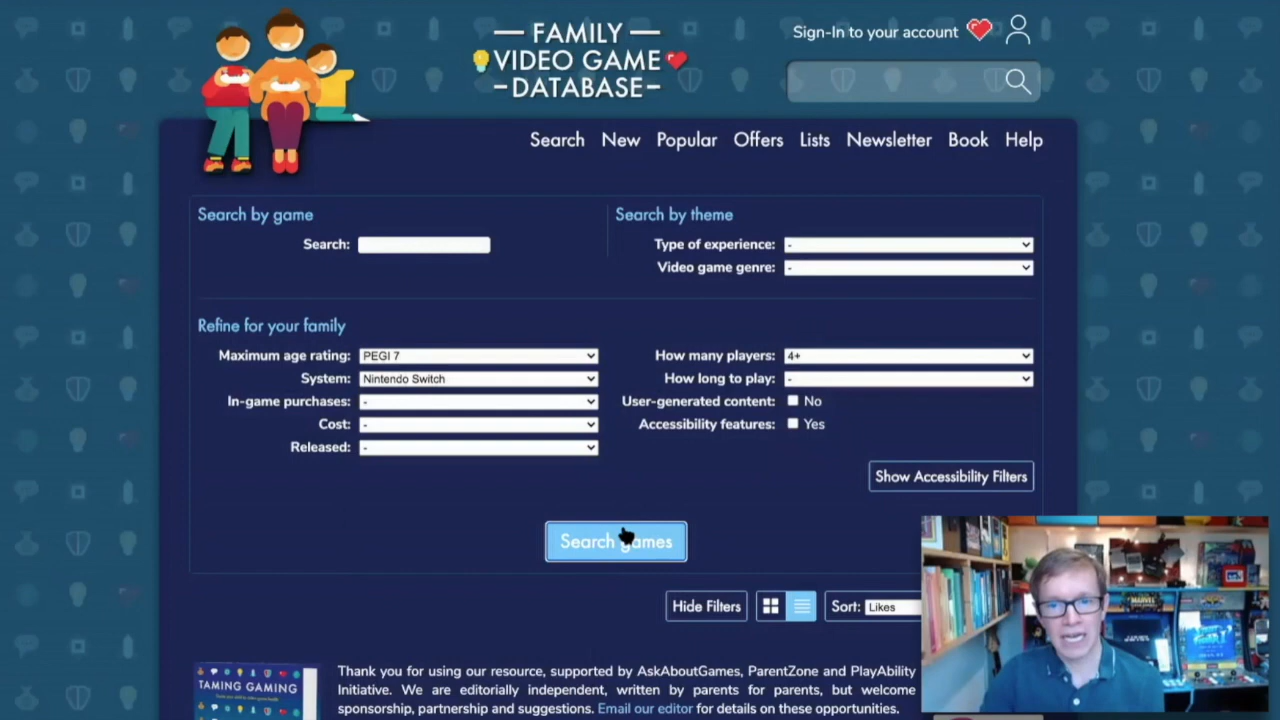 FAMILY
VIDEO GAME
DATABASE
Sign-In to your account
Search New Popular Offers Lists Newsletter Book Help
Search by game
Search:
Search by theme
Type of experience: -
Video game genre: -
Refine for your family
Maximum age rating: PEGI 7
System: Nintendo Switch
In-game purchases: -
Cost: -
Released: -
How many players: 4+
How long to play: -
User-generated content: No
Accessibility features: Yes
Show Accessibility Filters
Search games
Hide Filters
Sort: Likes
TAMING GAMING
Thank you for using our resource, supported by AskAboutGames, ParentZone and PlayAbility
Initiative. We are editorially independent, written by parents for parents, but welcome
sponsorship, partnership and suggestions. Email our editor for details on these opportunities.
MARVEL